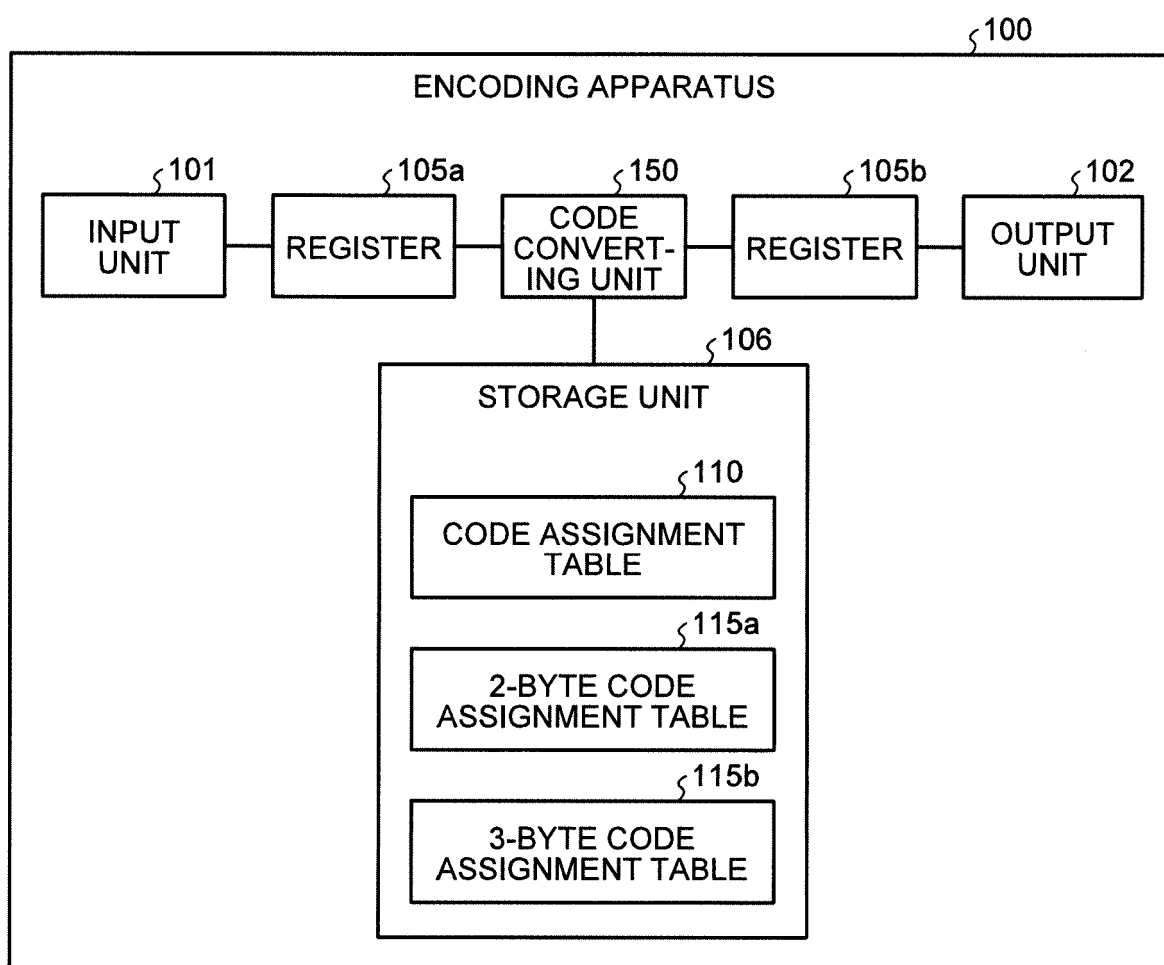 100
ENCODING APPARATUS
101
105a
150
105b
102
INPUT
UNIT
REGISTER
CODE
CONVERT-
ING UNIT
REGISTER
OUTPUT
UNIT
106
STORAGE UNIT
110
CODE ASSIGNMENT
TABLE
115a
2-BYTE CODE
ASSIGNMENT TABLE
115b
3-BYTE CODE
ASSIGNMENT TABLE